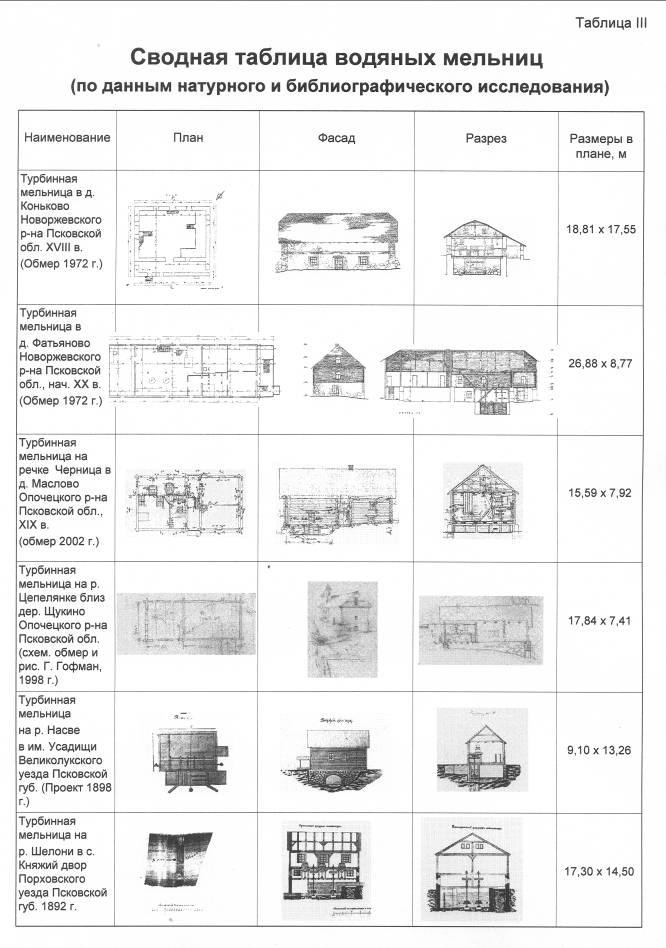 Таблица III
Сводная таблица водяных мельниц
(по данным натурного и библиографического исследования)
Наименование
План
Фасад
Разрез
Размеры в
плане, м
Турбинная
мельница в д.
Коньково
Новоржевского
р-на Псковской
обл. XVIII в.
(Обмер 1972 г.)
18,81 x 17,55
Турбинная
мельница в
д. Фатьяново
Новоржевского
р-на Псковской
обл., нач. XX в.
(Обмер 1972 г.)
26,88 x 8,77
Турбинная
мельница на
речке Черница в
д. Маслово
Опочецкого р-на
Псковской обл.,
XIX в.
(обмер 2002 г.)
15,59 x 7,92
Турбинная
мельница на р.
Цепелянке близ
дер. Щукино
Опочецкого р-на
Псковской обл.
(схем. обмер и
рис. Г. Гофман,
1998 г.)
17,84 x 7,41
Турбинная
мельница
на р. Насве
в им. Усадищи
Великолукского
уезда Псковской
губ. (Проект 1898
г.)
9,10 x 13,26
Турбинная
мельница на
р. Шелони в с.
Княжий двор
Порховского
уезда Псковской
губ. 1892 г.
17,30 x 14,50